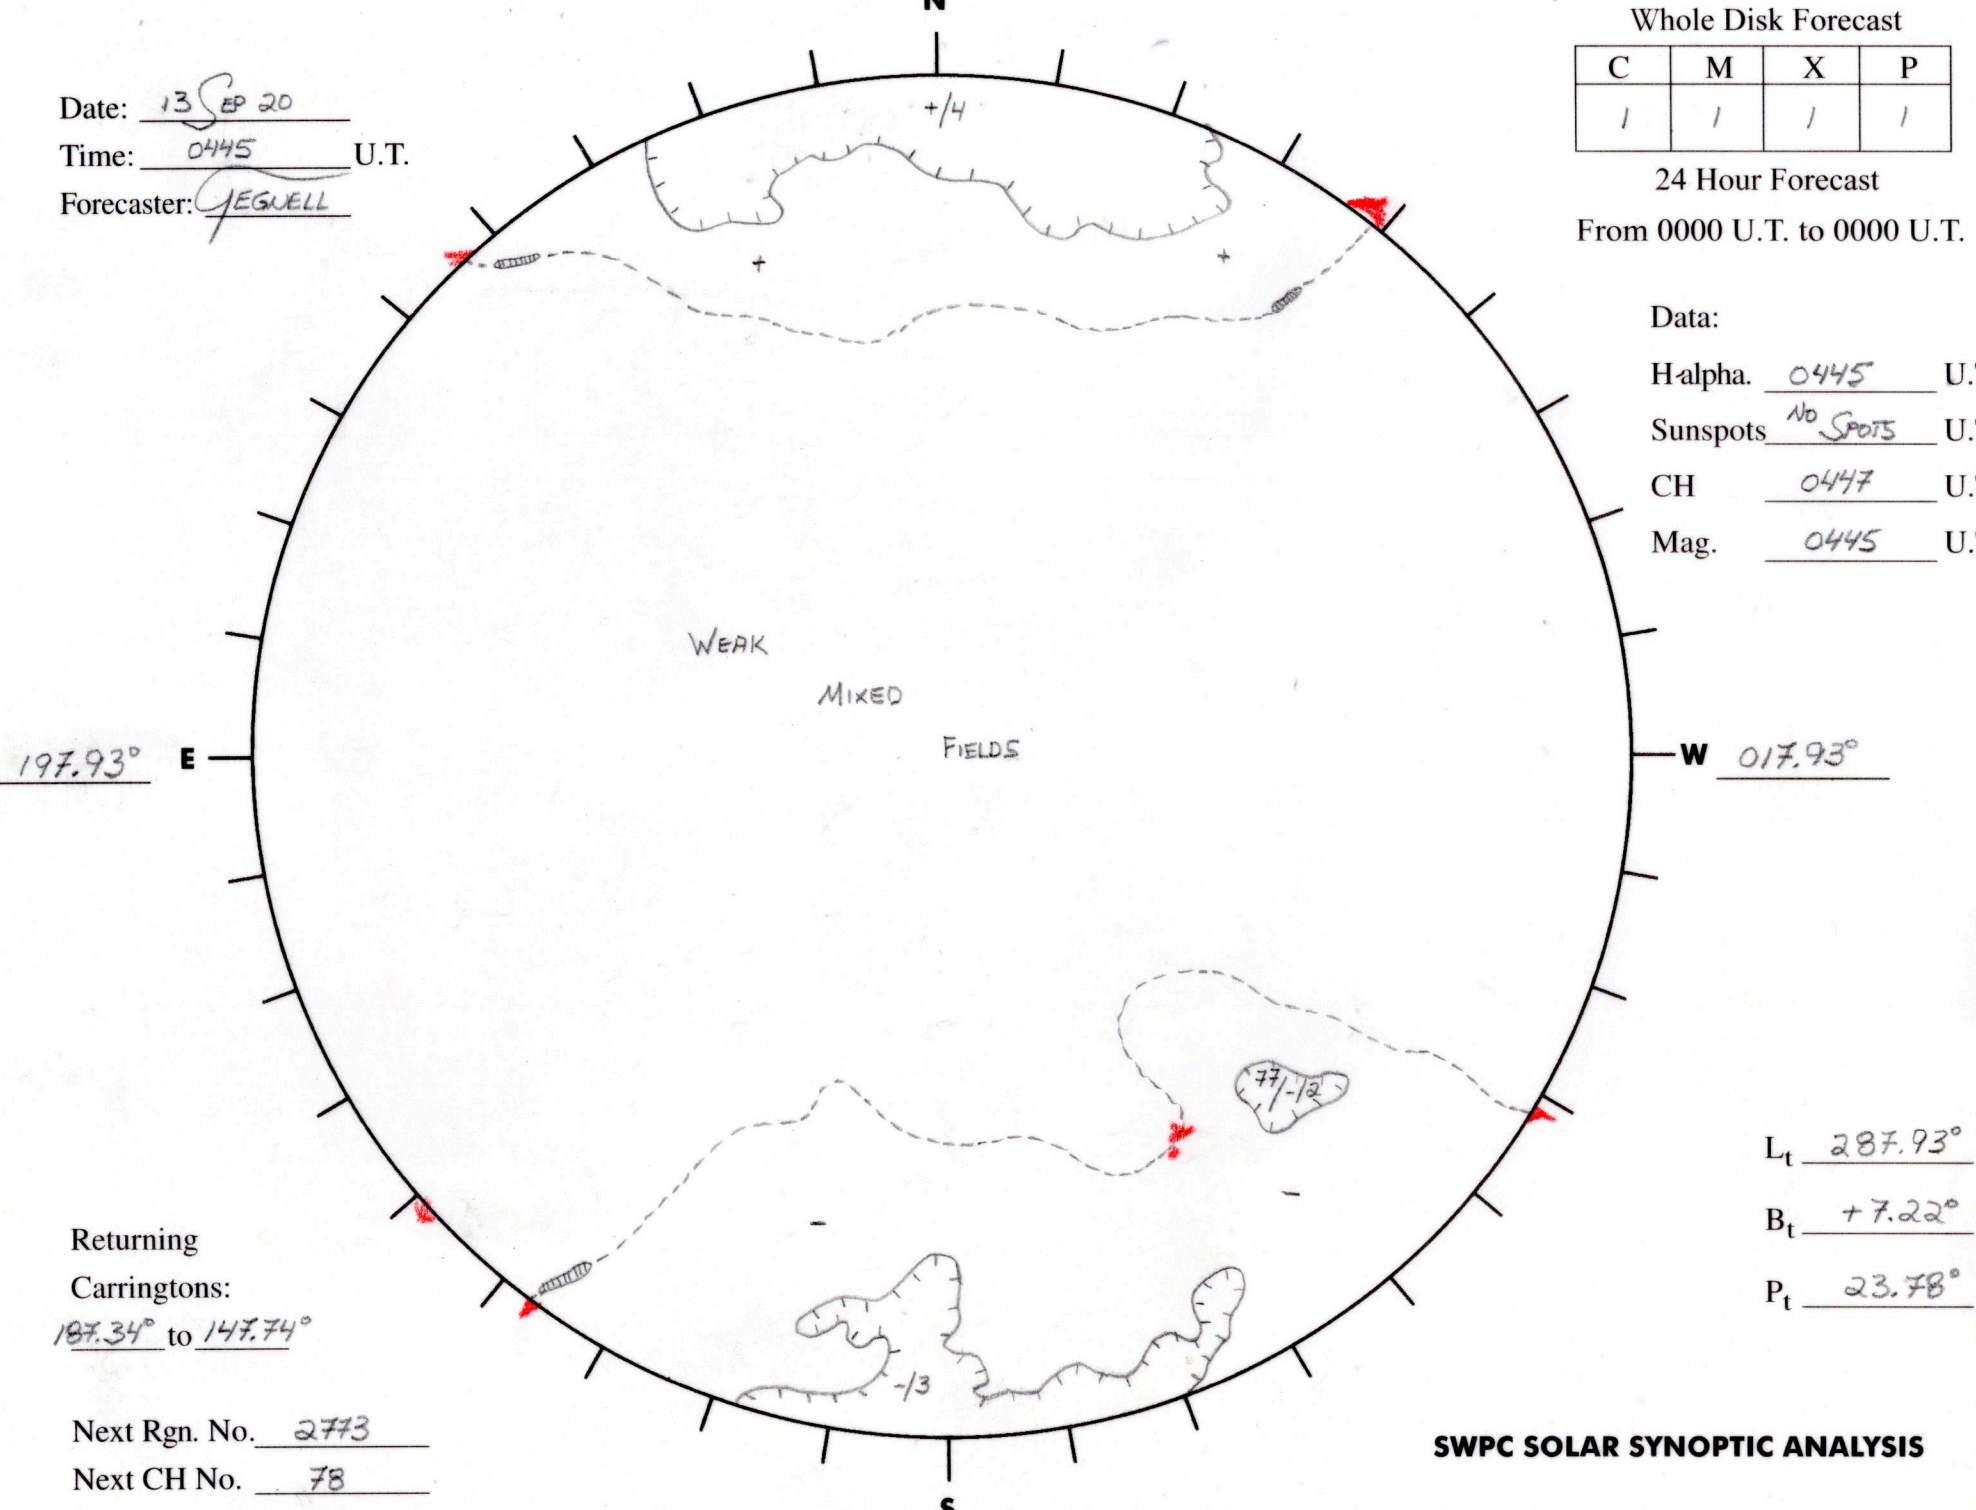 N
Whole Disk Forecast
C M X P
1 1 1 1
24 Hour Forecast
From 0000 U.T. to 0000 U.T.
Date: 13 SEP 20
Time: 0445 U.T.
Forecaster: TEGNELL
+/4
+ +
Data:
H-alpha. 0445 U.T
Sunspots NO SPOTS U.T
CH 0447 U.T
Mag. 0445 U.T
WEAK
MIXED
FIELDS
197.93° E
W 017.93°
77/-/2
- -
-/3
Lt 287.93°
Bt +7.22°
Pt 23.78°
Returning
Carringtons:
187.34° to 147.74°
Next Rgn. No. 2773
Next CH No. 78
SWPC SOLAR SYNOPTIC ANALYSIS
S